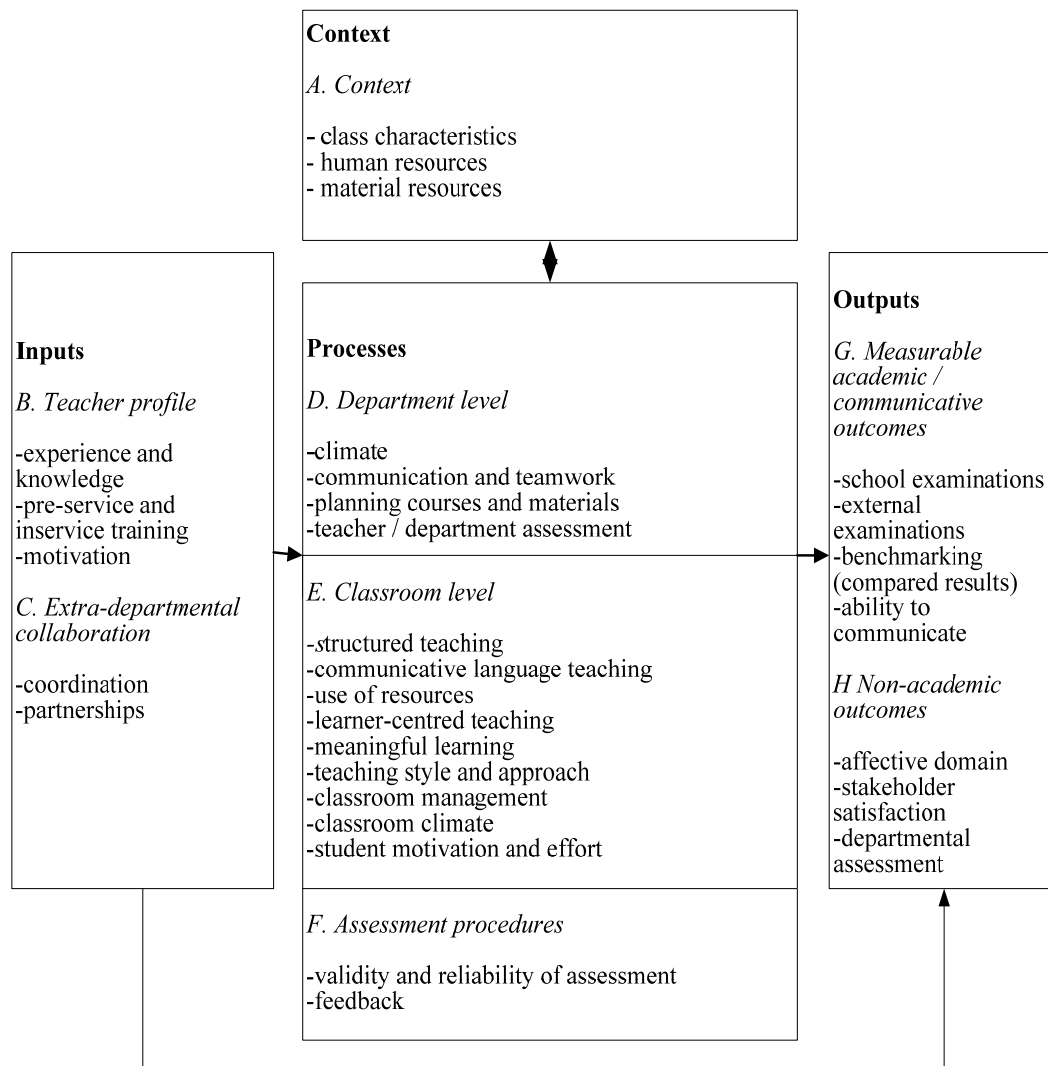 Context
A. Context
- class characteristics
- human resources
- material resources
Inputs
B. Teacher profile
-experience and
knowledge
-pre-service and
inservice training
-motivation
C. Extra-departmental
collaboration
-coordination
-partnerships
Processes
D. Department level
-climate
-communication and teamwork
-planning courses and materials
-teacher / department assessment
E. Classroom level
-structured teaching
-communicative language teaching
-use of resources
-learner-centred teaching
-meaningful learning
-teaching style and approach
-classroom management
-classroom climate
-student motivation and effort
F. Assessment procedures
-validity and reliability of assessment
-feedback
Outputs
G. Measurable
academic /
communicative
outcomes
-school examinations
-external
examinations
-benchmarking
(compared results)
-ability to
communicate
H Non-academic
outcomes
-affective domain
-stakeholder
satisfaction
-departmental
assessment